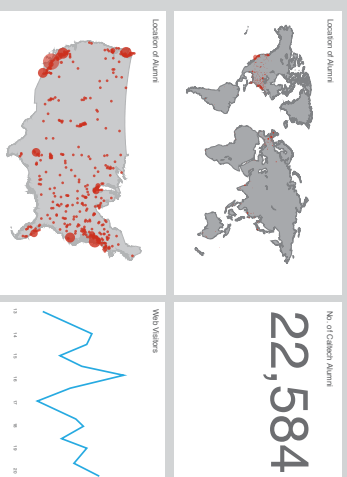 Location of Alumni
Location of Alumni
No. of Caltech Alumni
22,584
Web Visitors
13
14
15
16
17
18
19
20